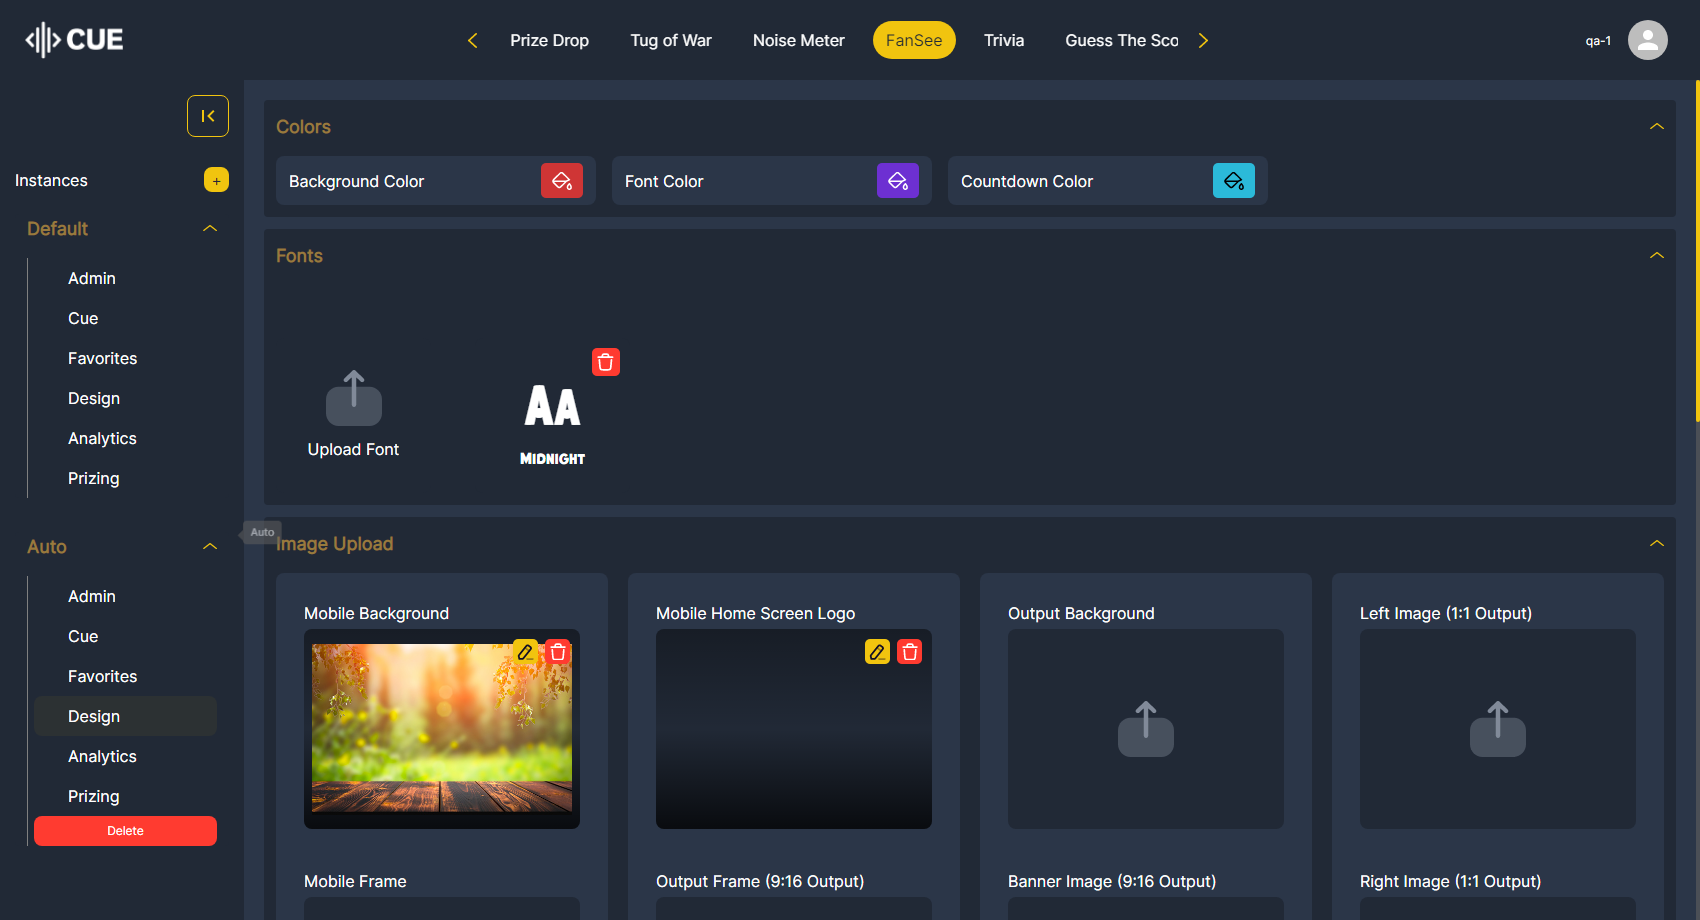 CUE
Prize Drop
Tug of War
Noise Meter
FanSee
Trivia
Guess The Sco
qa-1
Instances
+
Default
Admin
Cue
Favorites
Design
Analytics
Prizing
Auto
Admin
Cue
Favorites
Design
Analytics
Prizing
Delete
Auto
Colors
Background Color
Font Color
Countdown Color
Fonts
Upload Font
AA
MIDNIGHT
Image Upload
Mobile Background
Mobile Home Screen Logo
Output Background
Left Image (1:1 Output)
Mobile Frame
Output Frame (9:16 Output)
Banner Image (9:16 Output)
Right Image (1:1 Output)